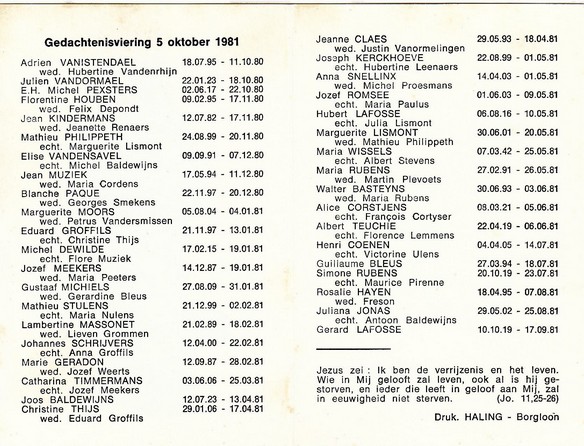 Gedachtenisviering 5 oktober 1981
Adrien VANISTENDAEL 18.07.95 - 11.10.80
wed. Hubertine Vandenrhijn
Julien VANDORMAEL 22.01.23 - 18.10.80
E.H. Michel PEXSTERS 02.06.17 - 22.10.80
Florentine HOUBEN 09.02.95 - 17.11.80
wed. Felix Depondt
Jean KINDERMANS 12.07.82 - 17.11.80
wed. Jeanette Renaers
Mathieu PHILIPPETH 24.08.99 - 20.11.80
echt. Marguerite Lismont
Elise VANDENSAVEL 09.09.91 - 07.12.80
echt. Michel Baldewijns
Jean MUZIEK 17.05.94 - 11.12.80
wed. Maria Cordens
Blanche PAQUE 22.11.97 - 20.12.80
wed. Georges Smekens
Marguerite MOORS 05.08.04 - 04.01.81
wed. Petrus Vandersmissen
Eduard GROFFILS 21.11.97 - 13.01.81
echt. Christine Thijs
Michel DEWILDE 17.02.15 - 19.01.81
echt. Flore Muziek
Jozef MEEKERS 14.12.87 - 19.01.81
wed. Maria Peeters
Gustaaf MICHIELS 27.08.09 - 31.01.81
wed. Gerardine Bleus
Mathieu STULENS 21.12.99 - 02.02.81
echt. Maria Nulens
Lambertine MASSONET 21.02.89 - 18.02.81
wed. Lieven Grommen
Johannes SCHRIJVERS 12.04.00 - 22.02.81
echt. Anna Groffils
Marie GERADON 12.09.87 - 28.02.81
wed. Jozef Weerts
Catharina TIMMERMANS 03.06.06 - 25.03.81
echt. Jozef Meekers
Joos BALDEWIJNS 12.07.23 - 13.04.81
Christine THIJS 29.01.06 - 17.04.81
wed. Eduard Groffils
Jeanne CLAES 29.05.93 - 18.04.81
wed. Justin Vanormelingen
Joseph KERCKHOEVE 22.08.99 - 01.05.81
echt. Hubertine Leenaers
Anna SNELLINX 14.04.03 - 01.05.81
wed. Michel Proesmans
Jozef ROMSEE 01.06.03 - 09.05.81
echt. Maria Paulus
Hubert LAFOSSE 06.08.16 - 10.05.81
echt. Julia Lismont
Marguerite LISMONT 30.06.01 - 20.05.81
wed. Mathieu Philippeth
Maria WISSELS 07.03.42 - 25.05.81
echt. Albert Stevens
Maria RUBENS 27.02.91 - 26.05.81
wed. Martin Plevoets
Walter BASTEYNS 30.06.93 - 03.06.81
wed. Maria Rubens
Alice CORSTJENS 08.03.21 - 05.06.81
echt. François Cortyser
Albert TEUCHIE 22.04.19 - 06.06.81
echt. Florence Lemmens
Henri COENEN 04.04.05 - 14.07.81
echt. Victorine Ulens
Guillaume BLEUS 27.03.94 - 18.07.81
Simone RUBENS 20.10.19 - 23.07.81
echt. Maurice Pirenne
Rosalie HAYEN 18.04.95 - 07.08.81
wed. Freson
Juliana JONAS 29.05.02 - 25.08.81
echt. Antoon Baldewijns
Gerard LAFOSSE 10.10.19 - 17.09.81
Jezus zei : Ik ben de verrijzenis en het leven.
Wie in Mij gelooft zal leven, ook al is hij ge-
storven, en ieder die leeft in geloof aan Mij, zal
in eeuwigheid niet sterven. (Jo. 11,25-26)
Druk. HALING - Borgloon